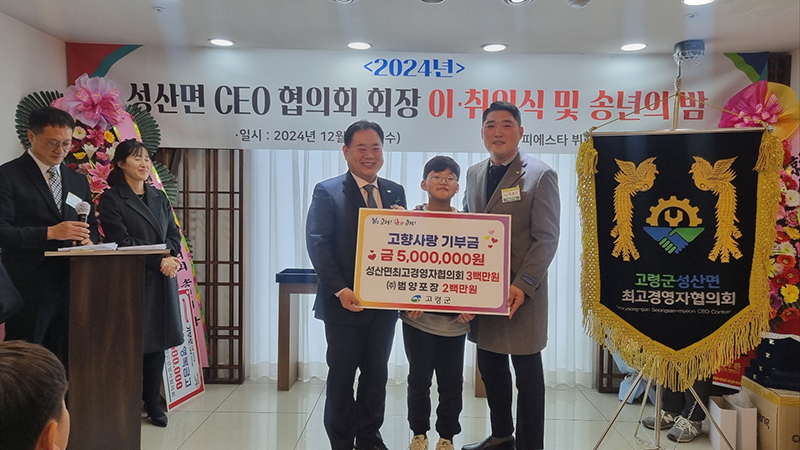 <2024년>
성산면 CEO 협의회 회장 이·취임식 및 송년의 밤
·일시 : 2024년 12월 수)
피에스타 뷔
고향사랑 기부금
금 5,000,000원
성산면최고경영자협의회 3백만원
(주) 범양포장 2백만원
고령군
고령군성산면
최고경영자협의회